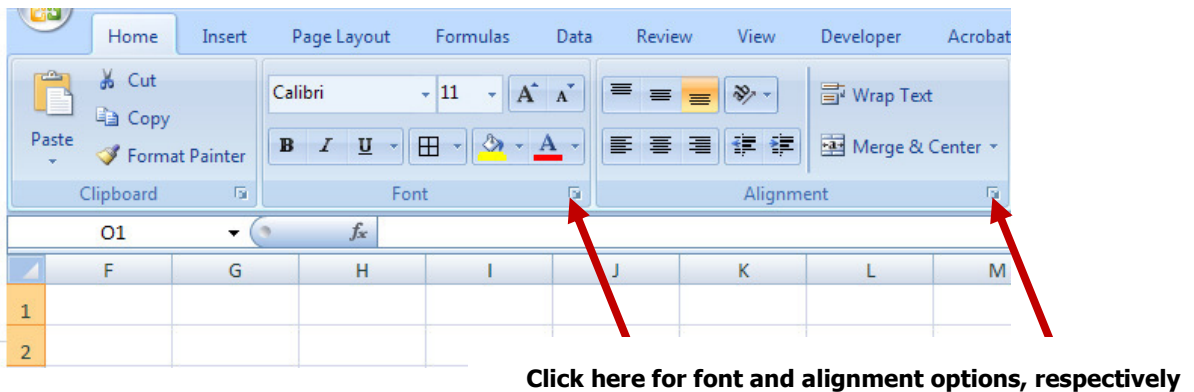 Home Insert Page Layout Formulas Data Review View Developer Acrobat
Cut
Copy
Paste
Format Painter
Clipboard
Calibri 11 A A
B I U A
Font
Wrap Text
Merge & Center
Alignment
O1 fx
F G H I J K L M
1
2
Click here for font and alignment options, respectively